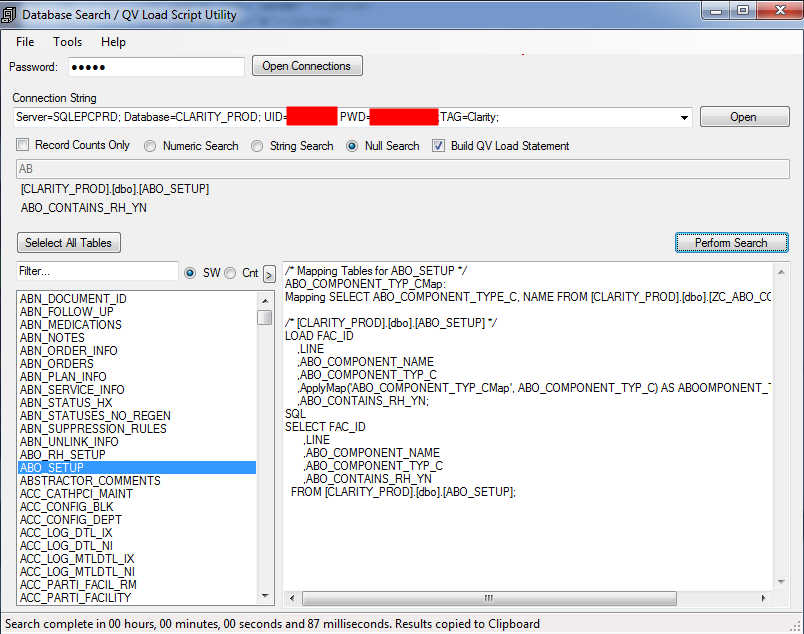 Database Search / QV Load Script Utility
File Tools Help
Password: ●●●●● Open Connections
Connection String
Server=SQLEPCPRD; Database=CLARITY_PROD; UID= PWD= ;TAG=Clarity; Open
Record Counts Only Numeric Search String Search Null Search Build QV Load Statement
AB
[CLARITY_PROD].[dbo].[ABO_SETUP]
ABO_CONTAINS_RH_YN
Selelect All Tables Perform Search
Filter... SW Cnt >
ABN_DOCUMENT_ID
ABN_FOLLOW_UP
ABN_MEDICATIONS
ABN_NOTES
ABN_ORDER_INFO
ABN_ORDERS
ABN_PLAN_INFO
ABN_SERVICE_INFO
ABN_STATUS_HX
ABN_STATUSES_NO_REGEN
ABN_SUPPRESSION_RULES
ABN_UNLINK_INFO
ABO_RH_SETUP
ABO_SETUP
ABSTRACTOR_COMMENTS
ACC_CATHPCI_MAINT
ACC_CONFIG_BLK
ACC_CONFIG_DEPT
ACC_LOG_DTL_IX
ACC_LOG_DTL_NI
ACC_LOG_MTLDTL_IX
ACC_LOG_MTLDTL_NI
ACC_PARTI_FACIL_RM
ACC_PARTI_FACILITY
/* Mapping Tables for ABO_SETUP */
ABO_COMPONENT_TYP_CMap:
Mapping SELECT ABO_COMPONENT_TYPE_C, NAME FROM [CLARITY_PROD].[dbo].[ZC_ABO_CO
/* [CLARITY_PROD].[dbo].[ABO_SETUP] */
LOAD FAC_ID
,LINE
,ABO_COMPONENT_NAME
,ABO_COMPONENT_TYP_C
,ApplyMap('ABO_COMPONENT_TYP_CMap', ABO_COMPONENT_TYP_C) AS ABOOMPONENT_T
,ABO_CONTAINS_RH_YN;
SQL
SELECT FAC_ID
,LINE
,ABO_COMPONENT_NAME
,ABO_COMPONENT_TYP_C
,ABO_CONTAINS_RH_YN
FROM [CLARITY_PROD].[dbo].[ABO_SETUP];
Search complete in 00 hours, 00 minutes, 00 seconds and 87 milliseconds. Results copied to Clipboard